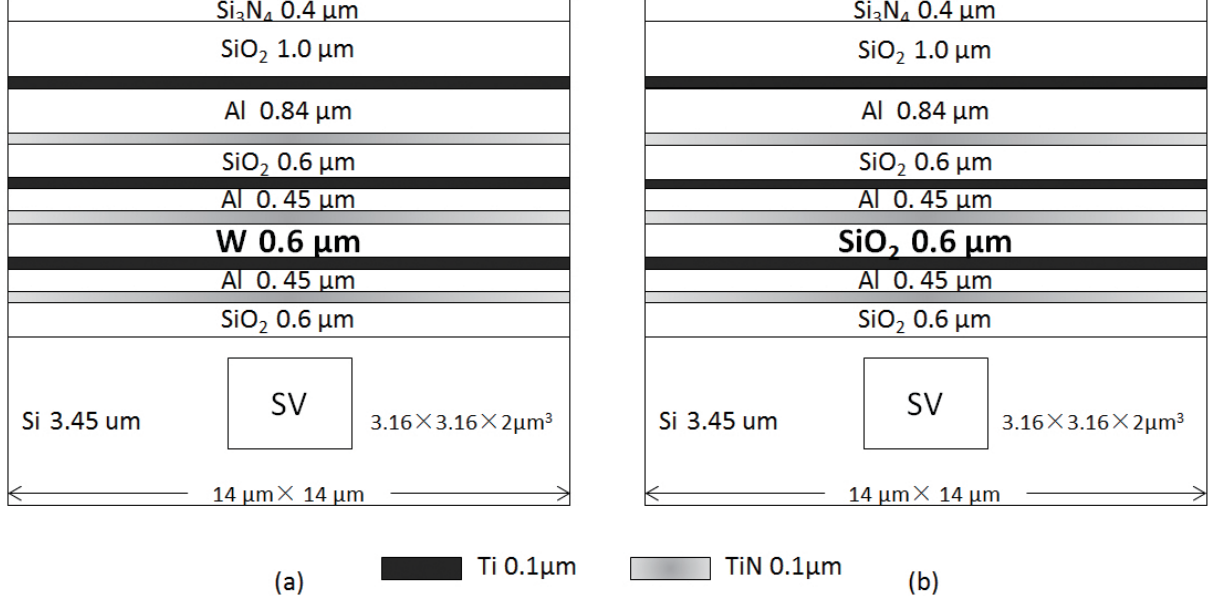 Si₃N₄ 0.4 μm
SiO₂ 1.0 μm
Al 0.84 μm
SiO₂ 0.6 μm
Al 0. 45 μm
W 0.6 μm
Al 0. 45 μm
SiO₂ 0.6 μm
SV
Si 3.45 um
3.16×3.16×2μm³
14 μm× 14 μm
Si₃N₄ 0.4 μm
SiO₂ 1.0 μm
Al 0.84 μm
SiO₂ 0.6 μm
Al 0. 45 μm
SiO₂ 0.6 μm
Al 0. 45 μm
SiO₂ 0.6 μm
SV
Si 3.45 um
3.16×3.16×2μm³
14 μm× 14 μm
Ti 0.1μm
TiN 0.1μm
(a)
(b)